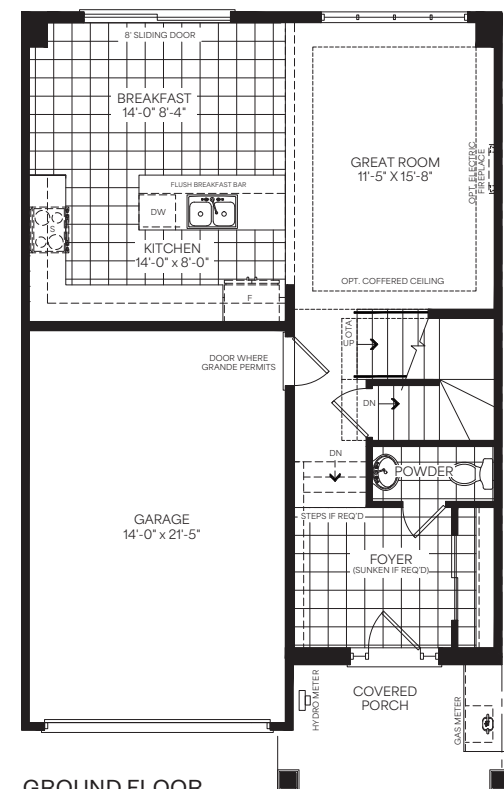 8' SLIDING DOOR
BREAKFAST
14'-0" 8'-4"
GREAT ROOM
11'-5" X 15'-8"
OPT. ELECTRIC
FIREPLACE
FLUSH BREAKFAST BAR
DW
S
KITCHEN
14'-0" x 8'-0"
F
OPT. COFFERED CEILING
UP
DOOR WHERE
GRANDE PERMITS
DN
DN
POWDER
STEPS IF REQ'D
GARAGE
14'-0" x 21'-5"
FOYER
(SUNKEN IF REQ'D)
HYDRO METER
COVERED
PORCH
GAS METER
GROUND FLOOR